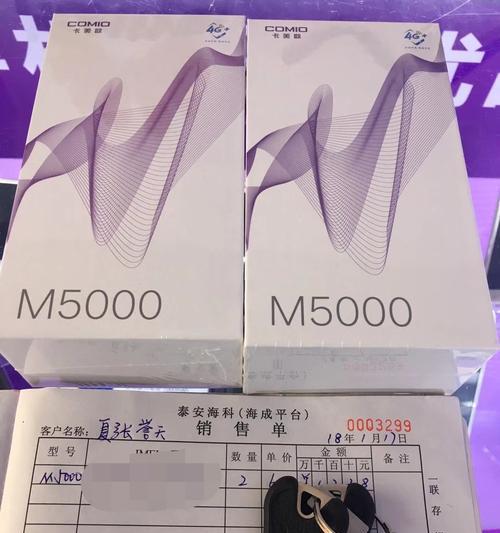 COMIO
卡美欧
4G+
COMIO
卡美欧
4G+
M5000
M5000
泰安海科(海成平台)
销售单
0003299
客户名称: 夏张誉天
18年1月17日
型号 数量 单价 金额 备注
万千百十元
M5000 2
一联存